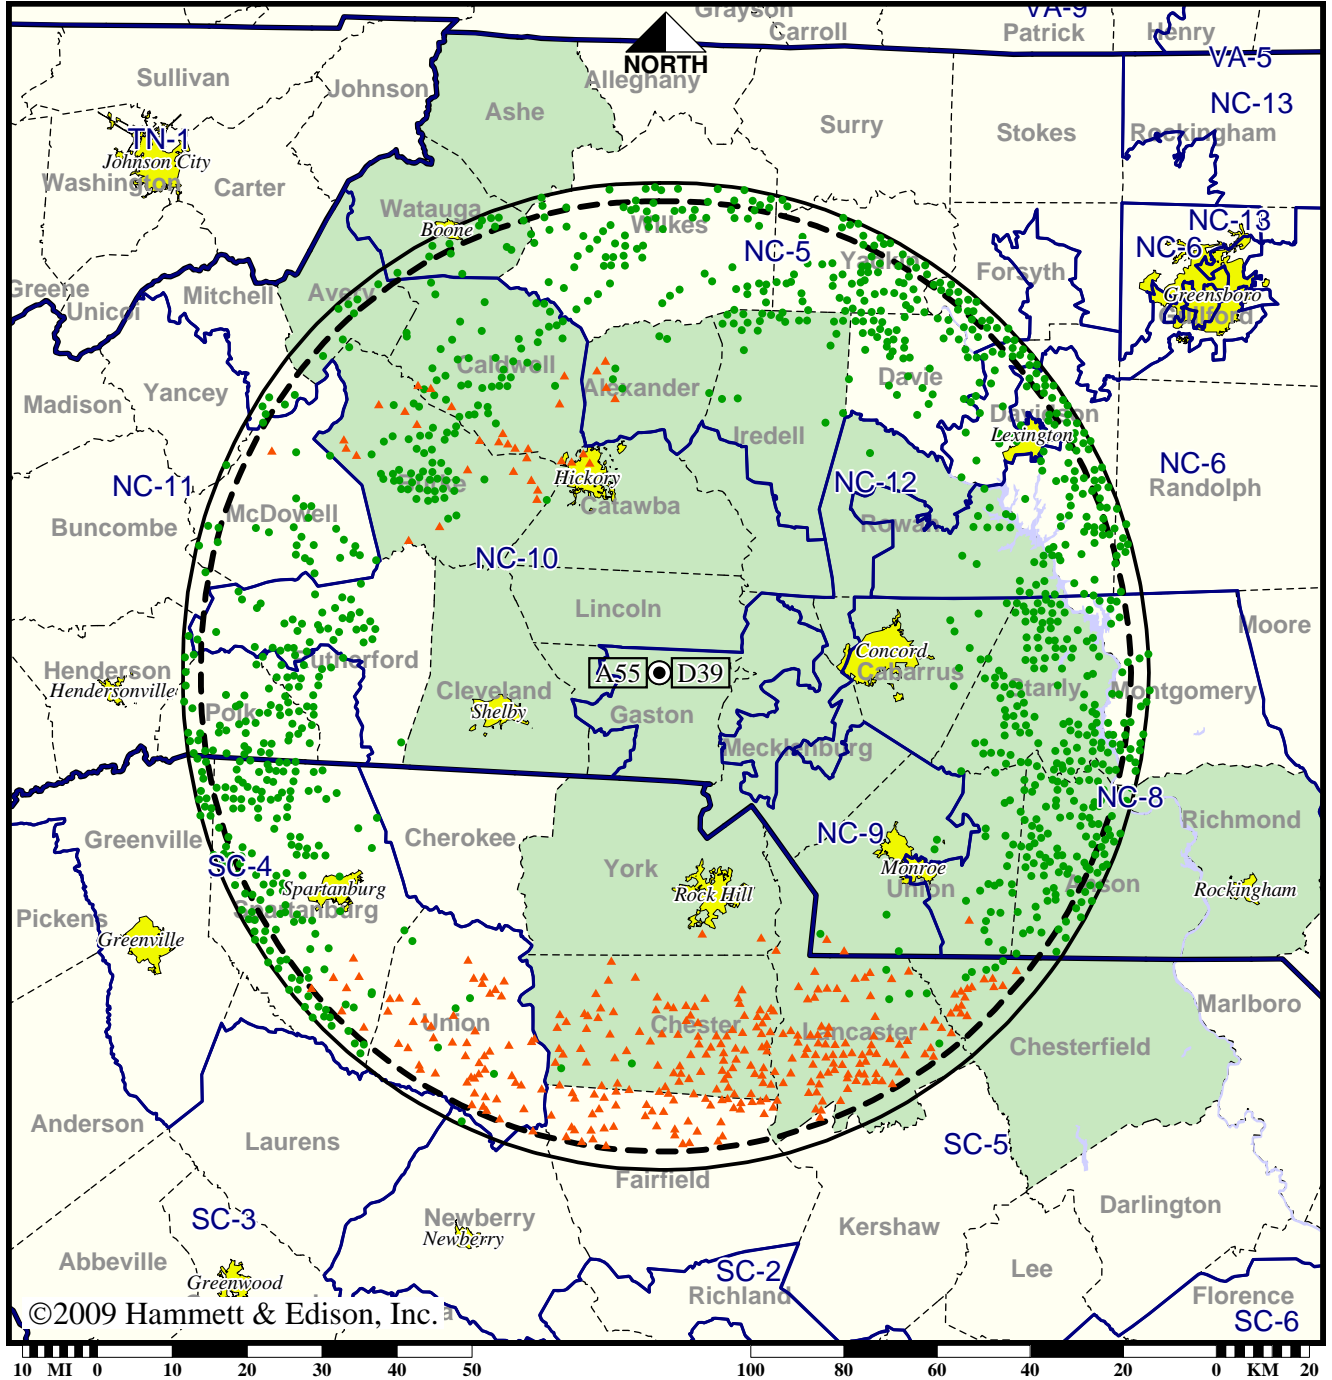 Grayson
VA-9
Carroll
Patrick
Henry
NORTH
VA-5
Sullivan
Johnson
Alleghany
Ashe
NC-13
Surry
Stokes
Rockingham
TN-1
Johnson City
Washington
Carter
Watauga
Boone
Wilkes
NC-5
NC-13
NC-6
Yadkin
Forsyth
Greene
Unicoi
Mitchell
Avery
Greensboro
Guilford
Caldwell
Alexander
Davie
Yancey
Madison
Iredell
Davidson
Lexington
NC-11
Burke
Hickory
Catawba
NC-12
NC-6
Randolph
Buncombe
McDowell
Rowan
NC-10
Lincoln
Moore
Henderson
Hendersonville
Rutherford
A55
D39
Concord
Cabarrus
Stanly
Montgomery
Polk
Cleveland
Shelby
Gaston
Mecklenburg
NC-8
Greenville
Cherokee
NC-9
Richmond
SC-4
Spartanburg
Spartanburg
York
Rock Hill
Monroe
Union
Anson
Rockingham
Pickens
Greenville
Union
Chester
Lancaster
Marlboro
Chesterfield
Anderson
Laurens
SC-5
Fairfield
SC-3
Newberry
Newberry
Kershaw
Darlington
Abbeville
Greenwood
SC-2
Richland
Lee
Florence
SC-6
©2009 Hammett & Edison, Inc.
10 MI 0 10 20 30 40 50
100 80 60 40 20 0 KM 20